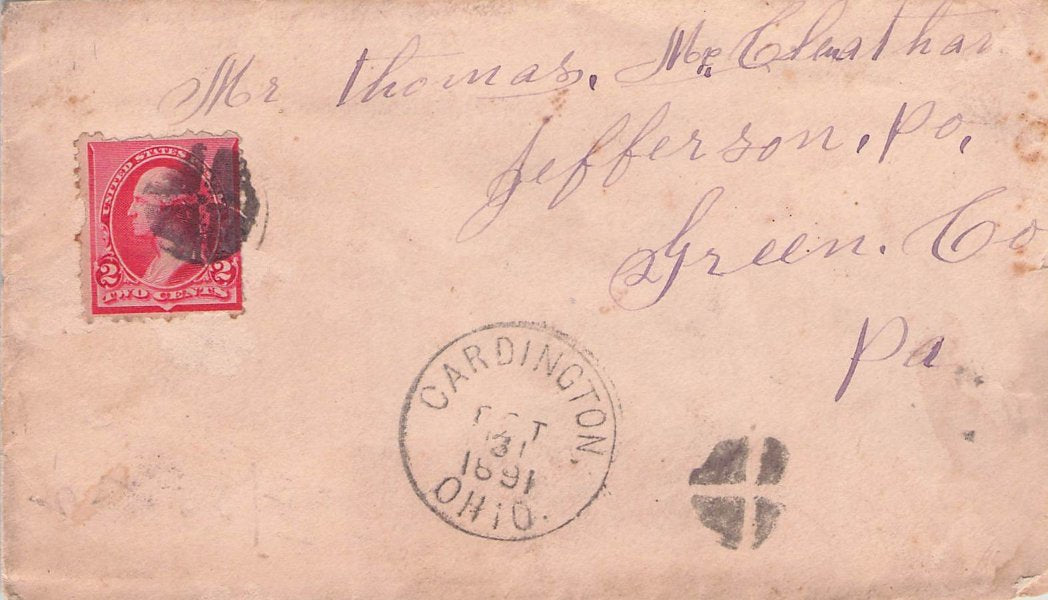 Mr thomas. Mc Clenathan
Jefferson, po,
Green. Co
Pa
UNITED STATES
2 2
TWO CENTS
CARDINGTON
OCT
31
1891
OHIO.